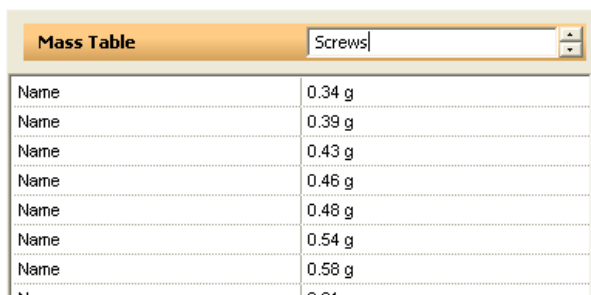 Mass Table Screws
Name 0.34 g
Name 0.39 g
Name 0.43 g
Name 0.46 g
Name 0.48 g
Name 0.54 g
Name 0.58 g